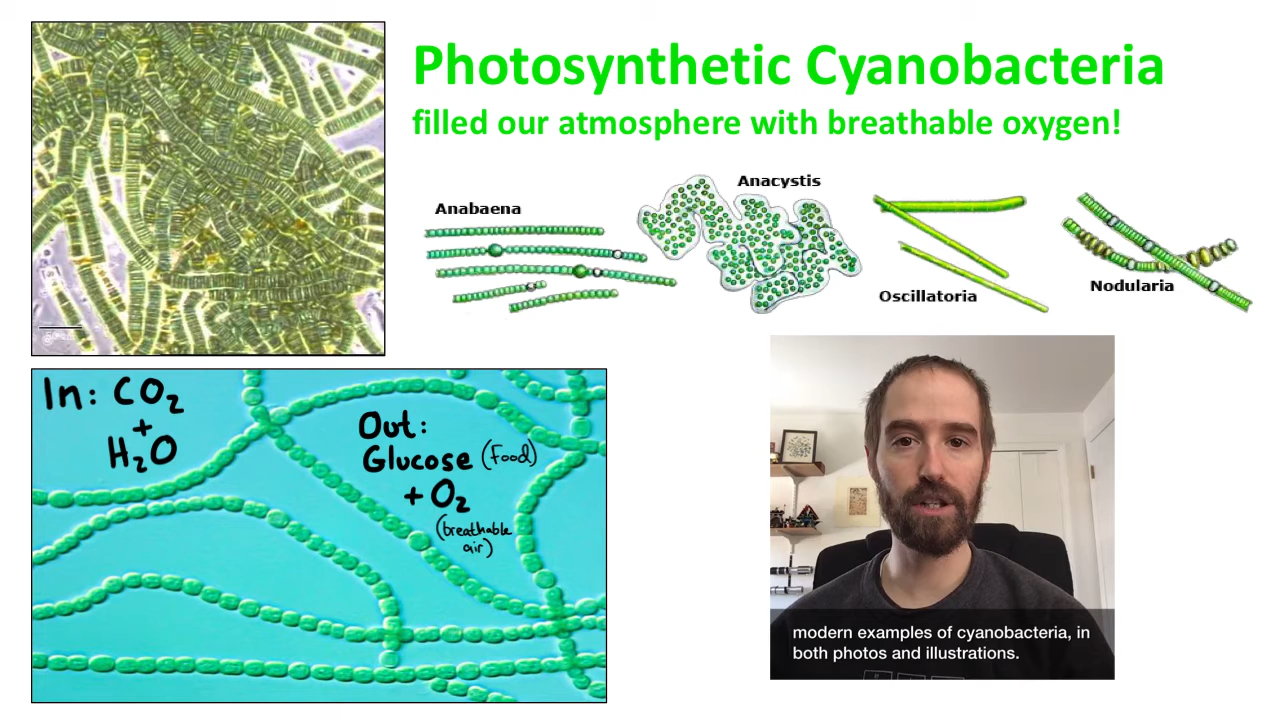 Photosynthetic Cyanobacteria
filled our atmosphere with breathable oxygen!
Anabaena
Anacystis
Oscillatoria
Nodularia
In: CO₂
+
H₂O
Out:
Glucose (food)
+ O₂
(breathable
air)
modern examples of cyanobacteria, in
both photos and illustrations.